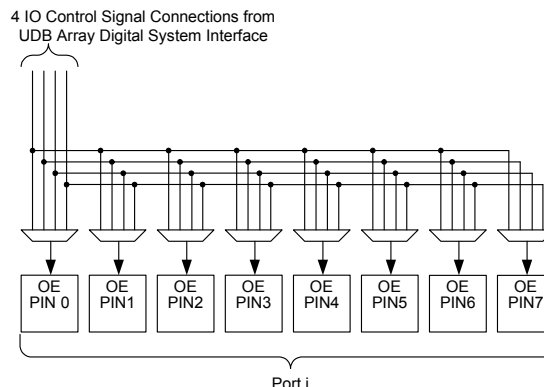 4 IO Control Signal Connections from
UDB Array Digital System Interface
OE OE OE OE OE OE OE OE
PIN 0 PIN1 PIN2 PIN3 PIN4 PIN5 PIN6 PIN7
Port i